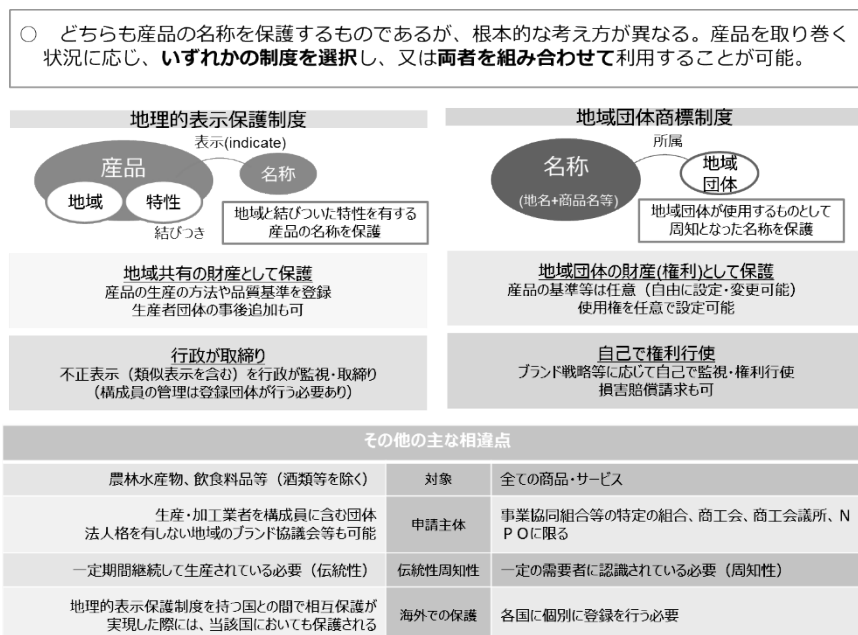 ○ どちらも産品の名称を保護するものであるが、根本的な考え方が異なる。産品を取り巻く
状況に応じ、いずれかの制度を選択し、又は両者を組み合わせて利用することが可能。
地理的表示保護制度
表示(indicate)
産品
名称
地域
特性
結びつき
地域と結びついた特性を有する
産品の名称を保護
地域共有の財産として保護
産品の生産の方法や品質基準を登録
生産者団体の事後追加も可
行政が取締り
不正表示（類似表示を含む）を行政が監視・取締り
（構成員の管理は登録団体が行う必要あり）
地域団体商標制度
所属
名称
(地名+商品名等)
地域
団体
地域団体が使用するものとして
周知となった名称を保護
地域団体の財産(権利)として保護
産品の基準等は任意（自由に設定・変更可能）
使用権を任意で設定可能
自己で権利行使
ブランド戦略等に応じて自己で監視・権利行使
損害賠償請求も可
その他の主な相違点
農林水産物、飲食料品等（酒類等を除く） 対象 全ての商品・サービス
生産・加工業者を構成員に含む団体
法人格を有しない地域のブランド協議会等も可能
申請主体
事業協同組合等の特定の組合、商工会、商工会議所、N
ＰＯに限る
一定期間継続して生産されている必要（伝統性） 伝統性周知性 一定の需要者に認識されている必要（周知性）
地理的表示保護制度を持つ国との間で相互保護が
実現した際には、当該国においても保護される
海外での保護
各国に個別に登録を行う必要